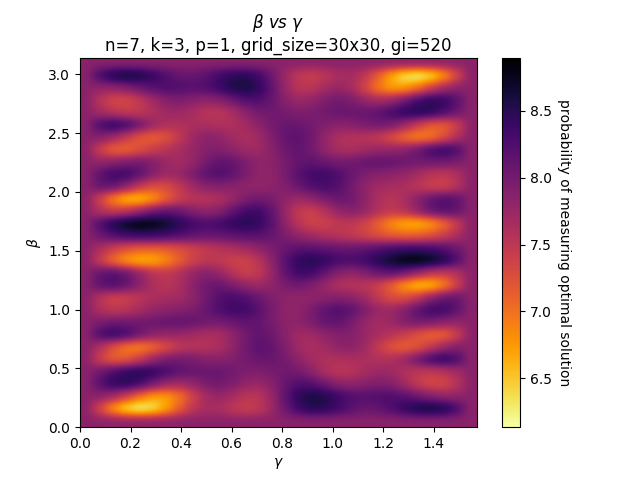 β vs γ
n=7, k=3, p=1, grid_size=30x30, gi=520
3.0
2.5
2.0
1.5
1.0
0.5
0.0
β
0.0 0.2 0.4 0.6 0.8 1.0 1.2 1.4
γ
8.5
8.0
7.5
7.0
6.5
probability of measuring optimal solution